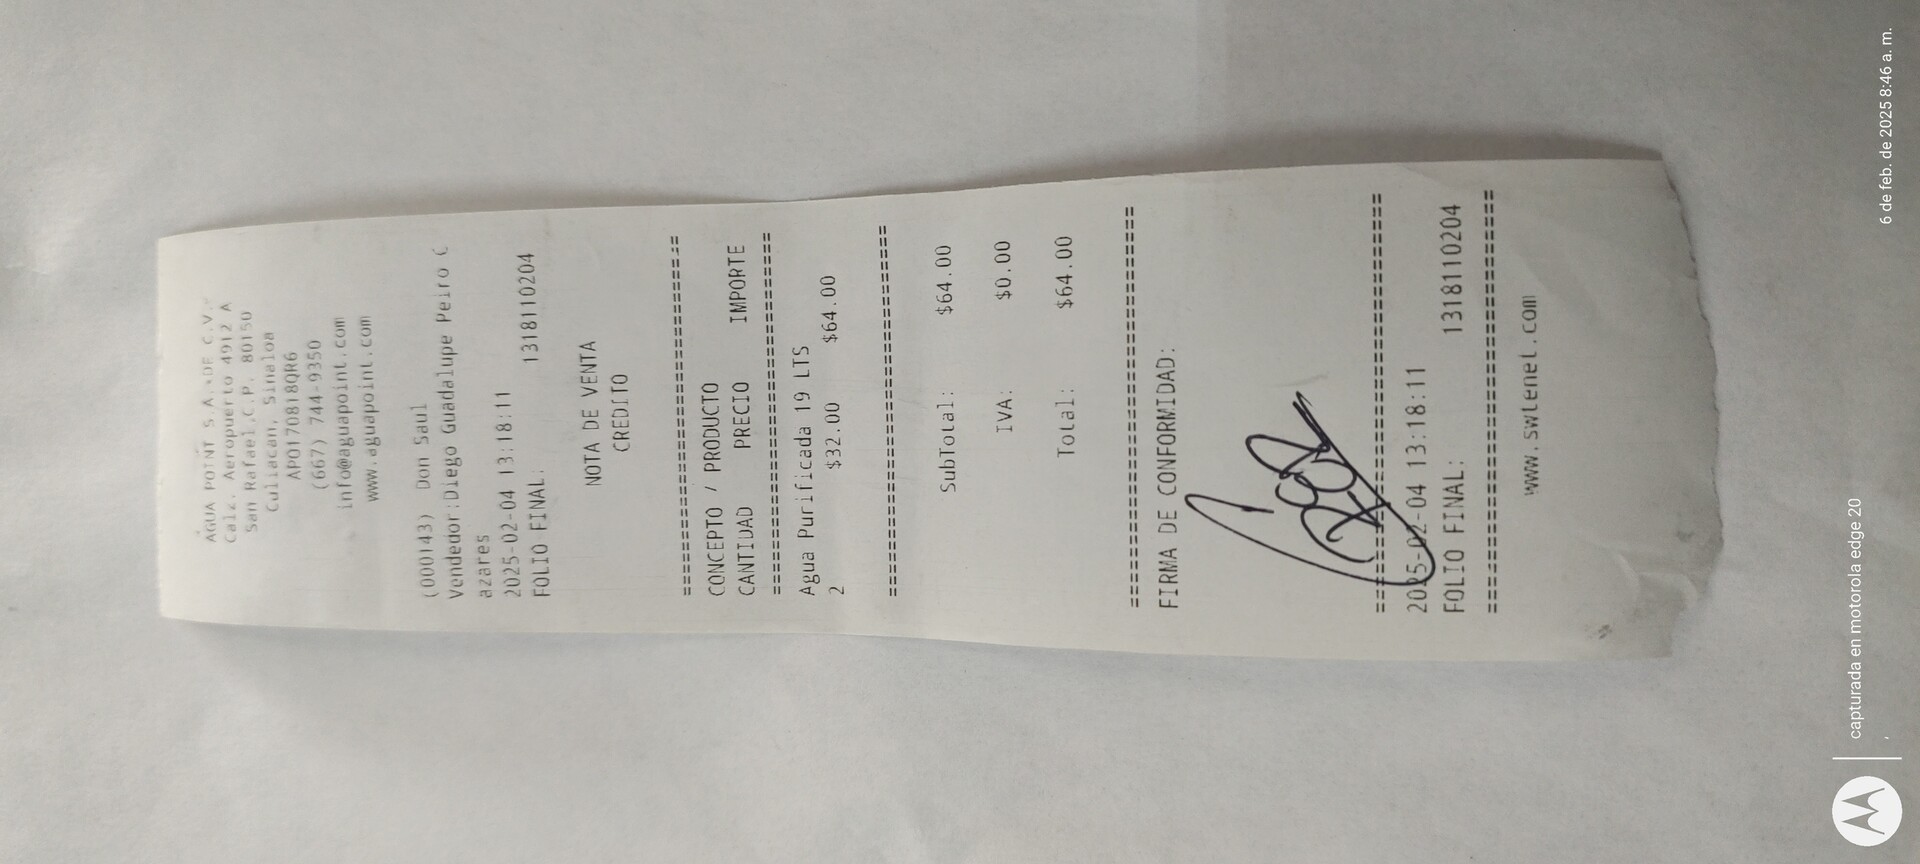 AGUA POINT S.A. DE C.V.
Calz. Aeropuerto 4912 A
San Rafael,C.P. 80150
Culiacan, Sinaloa
APO170818QR6
(667) 744-9350
info@aguapoint.com
www.aguapoint.com
(000143) Don Saul
Vendedor:Diego Guadalupe Peiro C
azares
2025-02-04 13:18:11
FOLIO FINAL: 1318110204
NOTA DE VENTA
CREDITO
================================
CONCEPTO / PRODUCTO
CANTIDAD PRECIO IMPORTE
================================
Agua Purificada 19 LTS
2 $32.00 $64.00
================================
SubTotal: $64.00
IVA: $0.00
Total: $64.00
================================
FIRMA DE CONFORMIDAD:
================================
2025-02-04 13:18:11
FOLIO FINAL: 1318110204
================================
www.swtenet.com
capturada en motorola edge 20
6 de feb. de 2025 8:46 a. m.